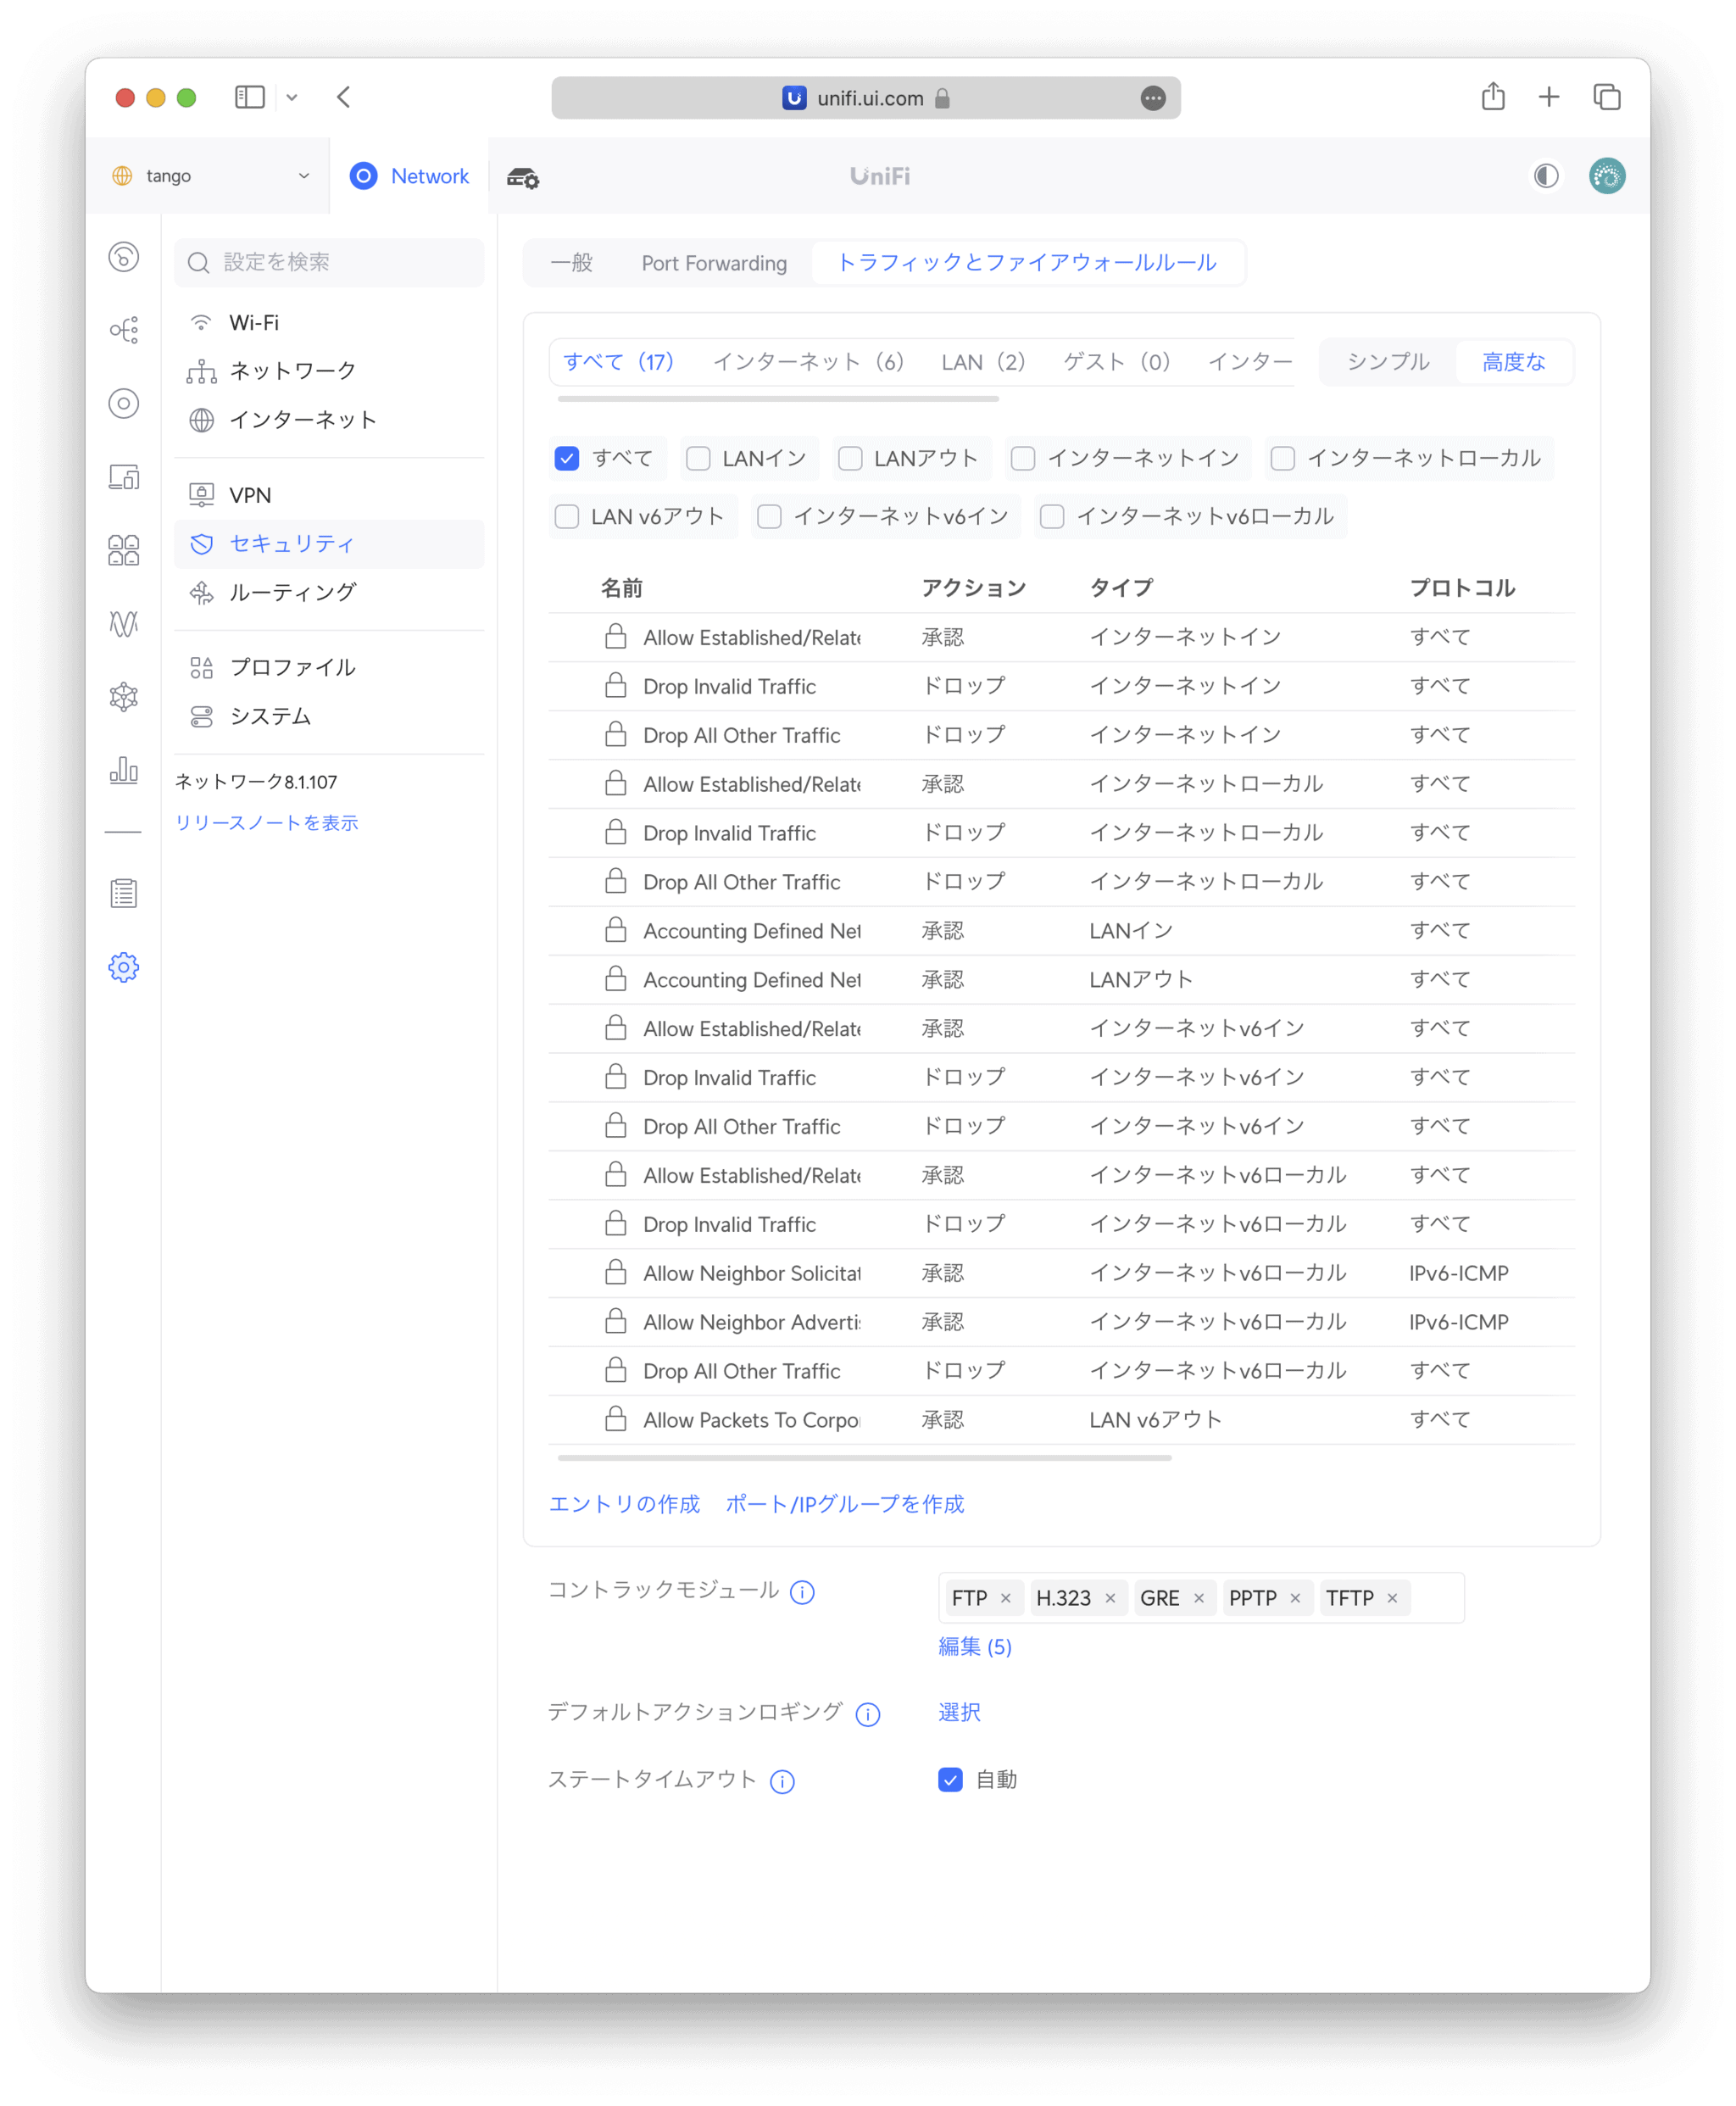 unifi.ui.com
tango
Network
UniFi
設定を検索
Wi-Fi
ネットワーク
インターネット
VPN
セキュリティ
ルーティング
プロファイル
システム
ネットワーク8.1.107
リリースノートを表示
一般 Port Forwarding トラフィックとファイアウォールルール
すべて（17） インターネット（6） LAN（2） ゲスト（0） インター シンプル 高度な
すべて LANイン LANアウト インターネットイン インターネットローカル
LAN v6アウト インターネットv6イン インターネットv6ローカル
名前 アクション タイプ プロトコル
Allow Established/Relate 承認 インターネットイン すべて
Drop Invalid Traffic ドロップ インターネットイン すべて
Drop All Other Traffic ドロップ インターネットイン すべて
Allow Established/Relate 承認 インターネットローカル すべて
Drop Invalid Traffic ドロップ インターネットローカル すべて
Drop All Other Traffic ドロップ インターネットローカル すべて
Accounting Defined Net 承認 LANイン すべて
Accounting Defined Net 承認 LANアウト すべて
Allow Established/Relate 承認 インターネットv6イン すべて
Drop Invalid Traffic ドロップ インターネットv6イン すべて
Drop All Other Traffic ドロップ インターネットv6イン すべて
Allow Established/Relate 承認 インターネットv6ローカル すべて
Drop Invalid Traffic ドロップ インターネットv6ローカル すべて
Allow Neighbor Solicitat 承認 インターネットv6ローカル IPv6-ICMP
Allow Neighbor Advertis 承認 インターネットv6ローカル IPv6-ICMP
Drop All Other Traffic ドロップ インターネットv6ローカル すべて
Allow Packets To Corpo 承認 LAN v6アウト すべて
エントリの作成 ポート/IPグループを作成
コントラックモジュール FTP × H.323 × GRE × PPTP × TFTP ×
編集 (5)
デフォルトアクションロギング 選択
ステートタイムアウト 自動